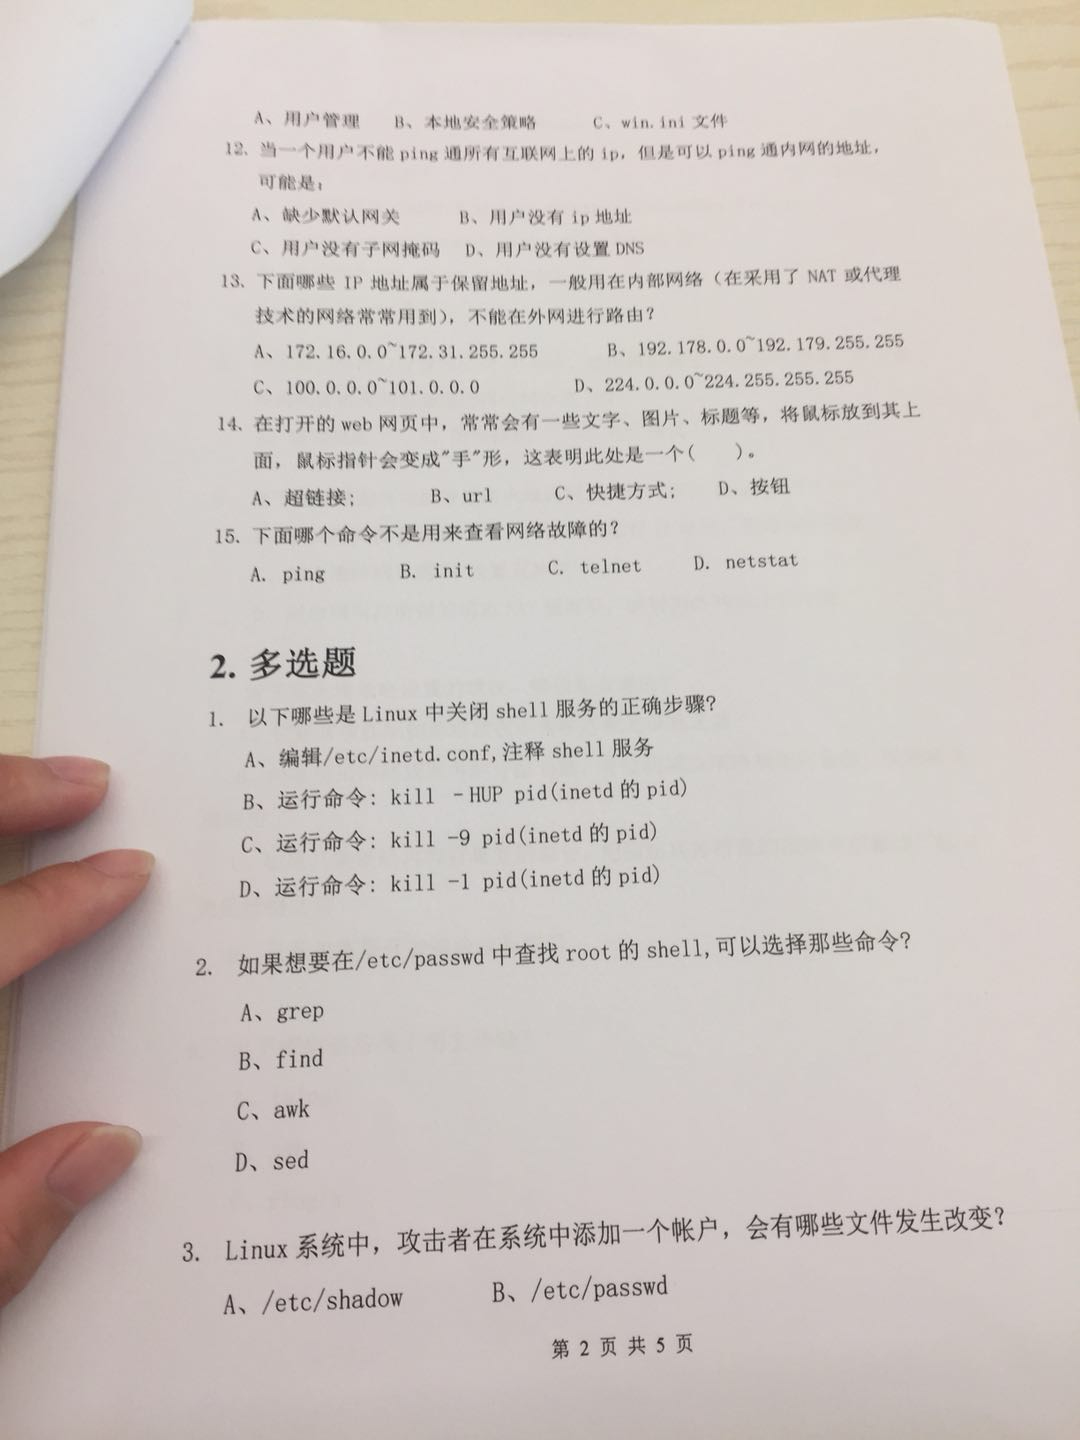 A、用户管理 B、本地安全策略 C、win.ini 文件
12、当一个用户不能 ping 通所有互联网上的 ip，但是可以 ping 通内网的地址，
可能是：
A、缺少默认网关 B、用户没有 ip 地址
C、用户没有子网掩码 D、用户没有设置 DNS
13、下面哪些 IP 地址属于保留地址，一般用在内部网络（在采用了 NAT 或代理
技术的网络常常用到），不能在外网进行路由？
A、172.16.0.0~172.31.255.255 B、192.178.0.0~192.179.255.255
C、100.0.0.0~101.0.0.0 D、224.0.0.0~224.255.255.255
14、在打开的 web 网页中，常常会有一些文字、图片、标题等，将鼠标放到其上
面，鼠标指针会变成"手"形，这表明此处是一个( )。
A、超链接; B、url C、快捷方式; D、按钮
15. 下面哪个命令不是用来查看网络故障的？
A. ping B. init C. telnet D. netstat
2. 多选题
1. 以下哪些是 Linux 中关闭 shell 服务的正确步骤?
A、编辑/etc/inetd.conf,注释 shell 服务
B、运行命令: kill –HUP pid(inetd 的 pid)
C、运行命令: kill -9 pid(inetd 的 pid)
D、运行命令: kill -1 pid(inetd 的 pid)
2. 如果想要在/etc/passwd 中查找 root 的 shell,可以选择那些命令?
A、grep
B、find
C、awk
D、sed
3. Linux 系统中，攻击者在系统中添加一个帐户，会有哪些文件发生改变?
A、/etc/shadow B、/etc/passwd
第 2 页 共 5 页